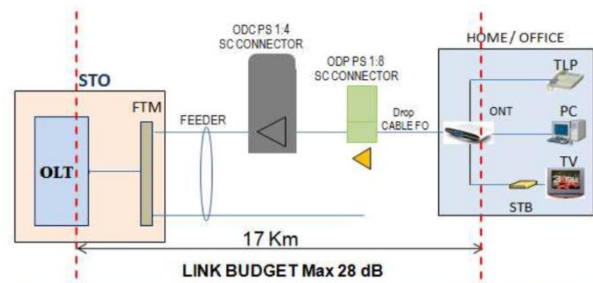 ODC PS 1:4
SC CONNECTOR
ODP PS 1:8
SC CONNECTOR
HOME / OFFICE
TLP
STO
FTM
FEEDER
Drop
CABLE FO
ONT
PC
OLT
TV
STB
17 Km
LINK BUDGET Max 28 dB